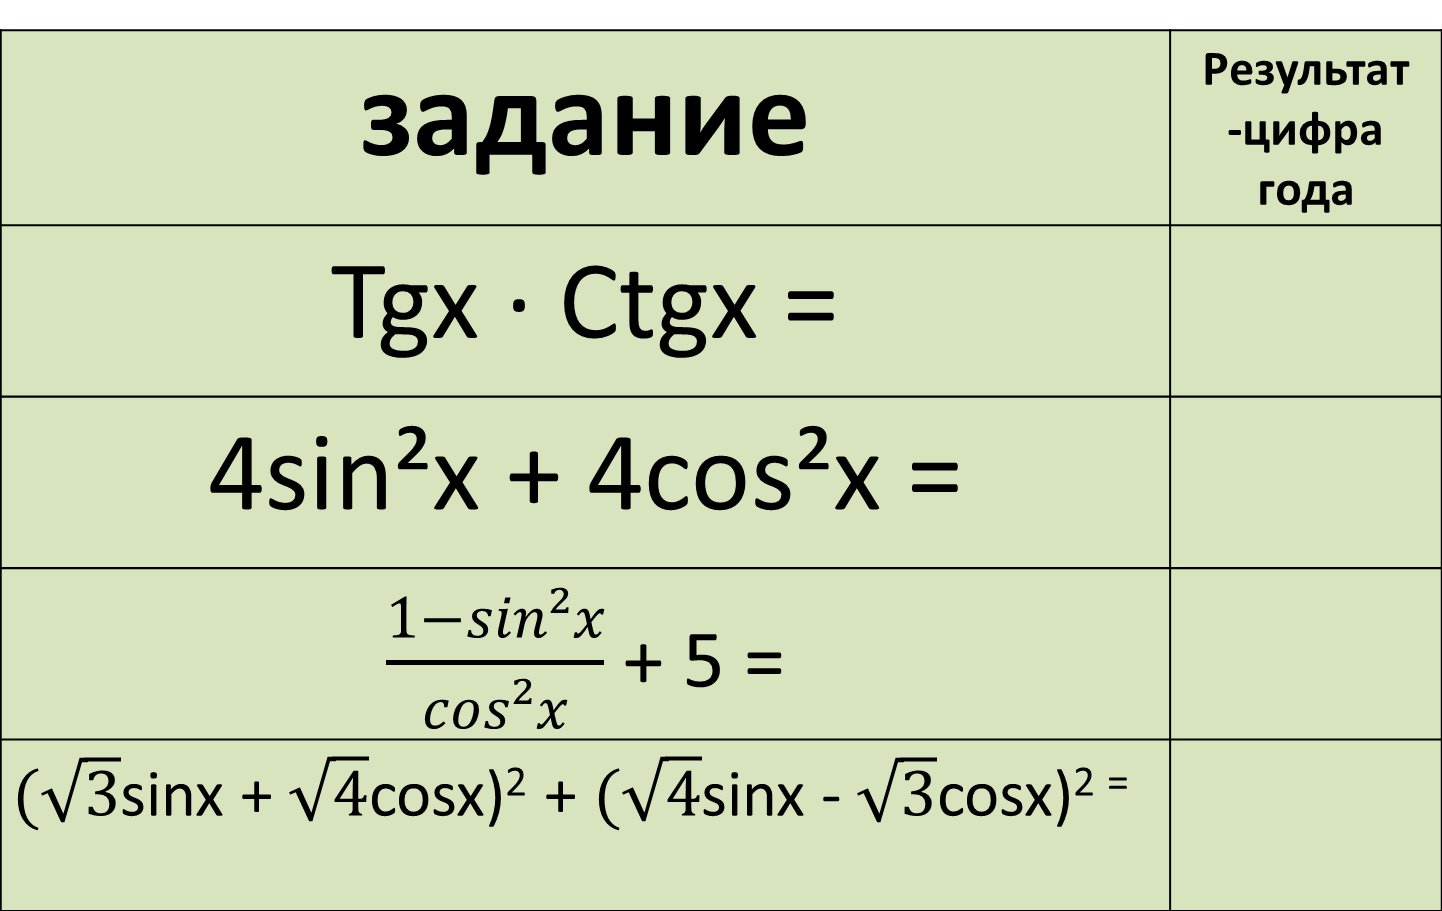 задание
Результат
-цифра
года
Tgx · Ctgx =
4sin²x + 4cos²x =
1−sin²x
cos²x
+ 5 =
(√3sinx + √4cosx)² + (√4sinx - √3cosx)² =